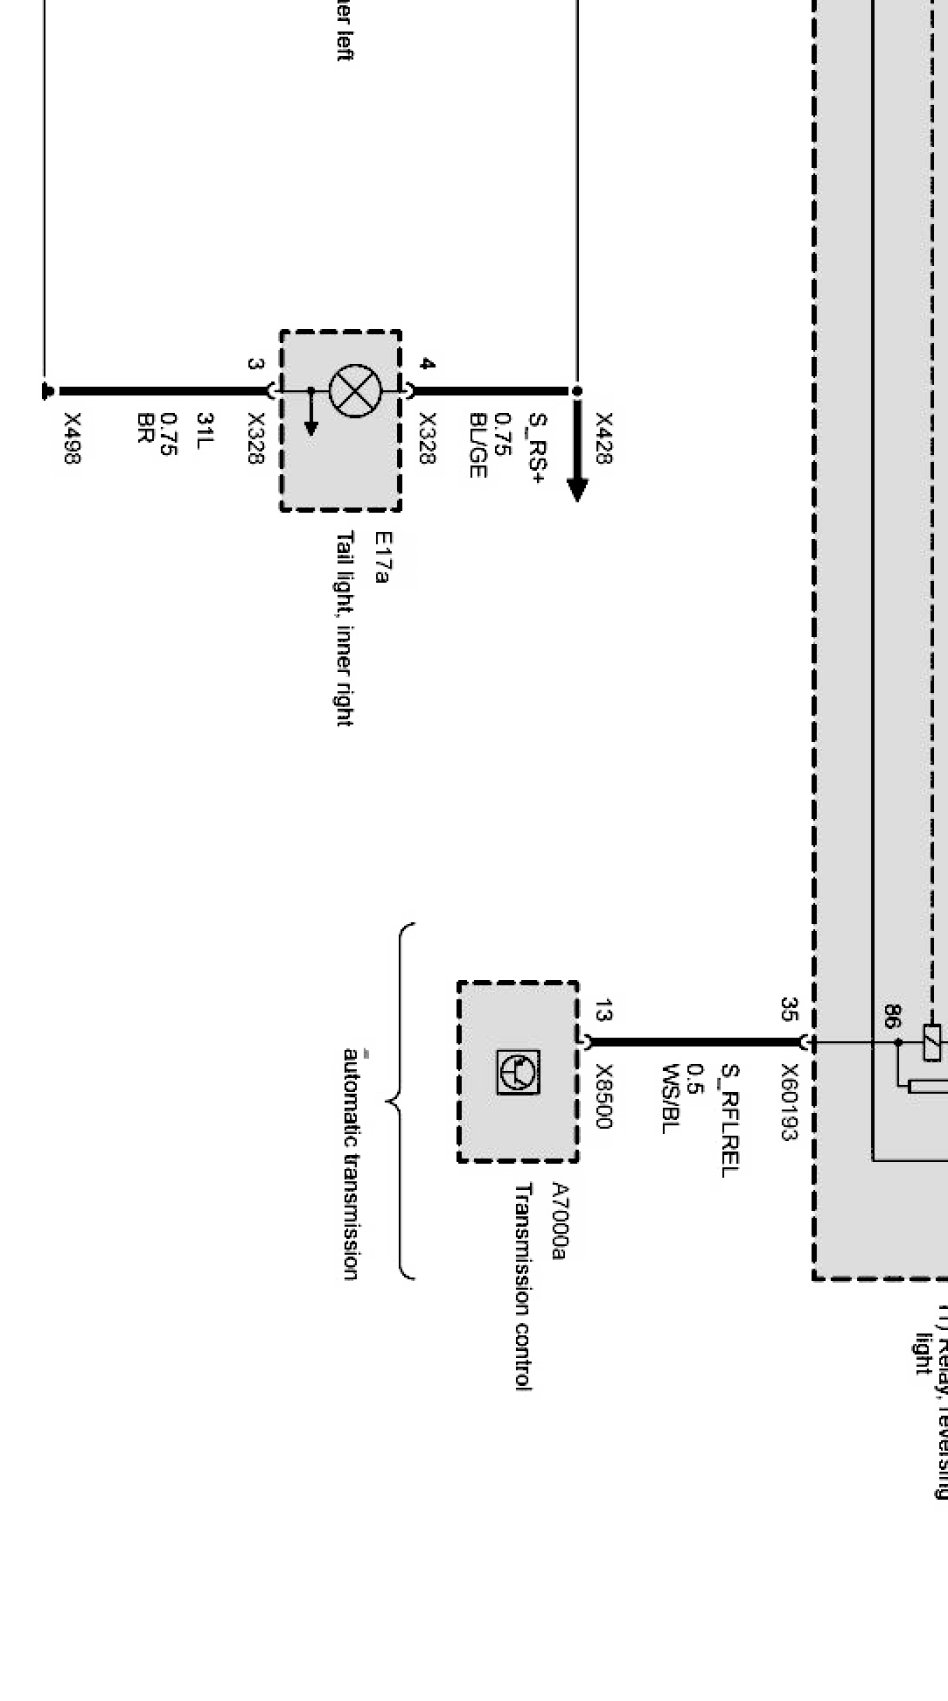 er left
X428
S_RS+
0.75
BL/GE
4
X328
E17a
Tail light, inner right
3
X328
31L
0.75
BR
X498
86
35
X60193
S_RFLREL
0.5
WS/BL
13
X8500
A7000a
Transmission control
automatic transmission
Relay, reversing
light